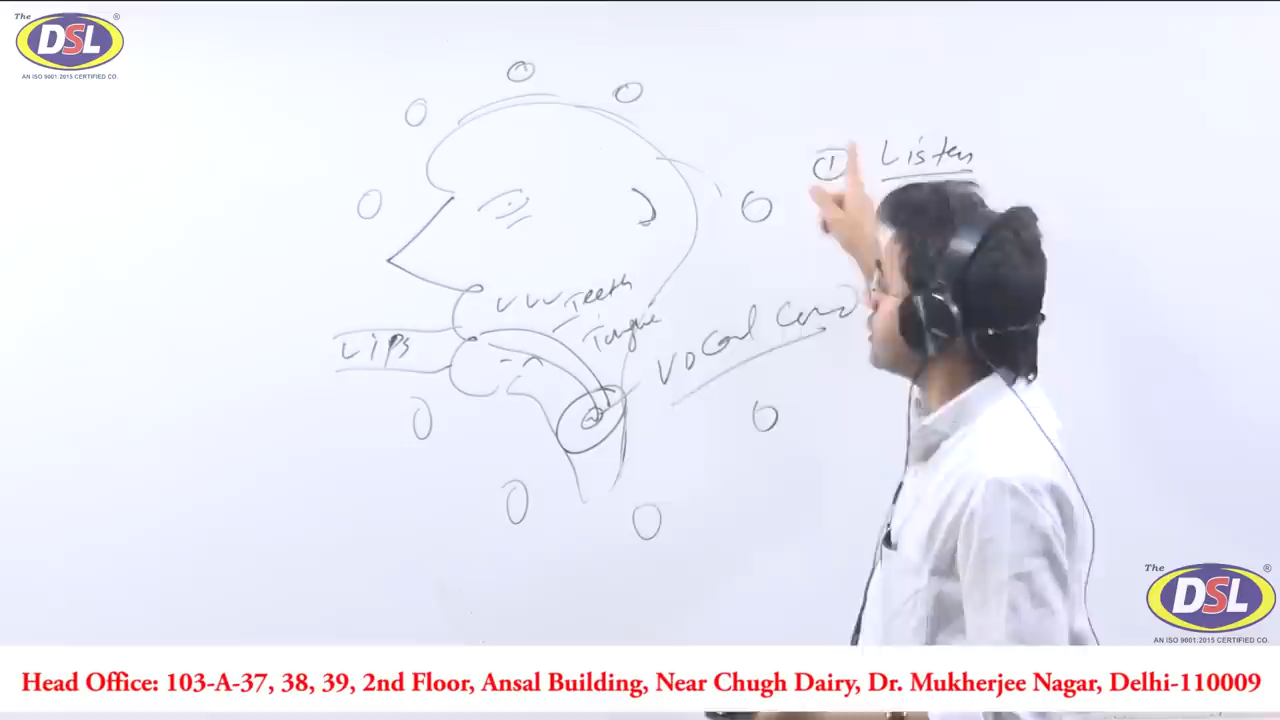 The
DSL
®
AN ISO 9001:2015 CERTIFIED CO.
① Listen
Teeth
Tongue
Lips
Vocal Cord
The
DSL
®
AN ISO 9001:2015 CERTIFIED CO.
Head Office: 103-A-37, 38, 39, 2nd Floor, Ansal Building, Near Chugh Dairy, Dr. Mukherjee Nagar, Delhi-110009